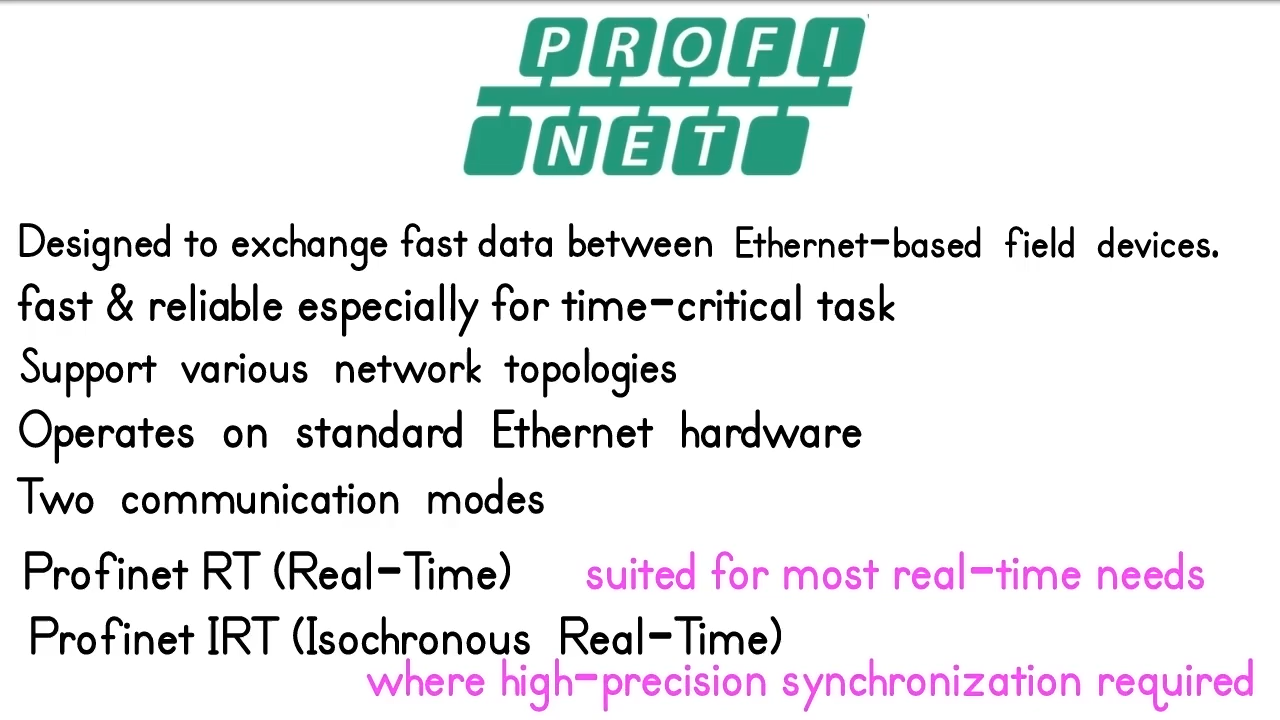 PROFI
NET
Designed to exchange fast data between Ethernet-based field devices.
fast & reliable especially for time-critical task
Support various network topologies
Operates on standard Ethernet hardware
Two communication modes
Profinet RT (Real-Time) suited for most real-time needs
Profinet IRT (Isochronous Real-Time)
where high-precision synchronization required